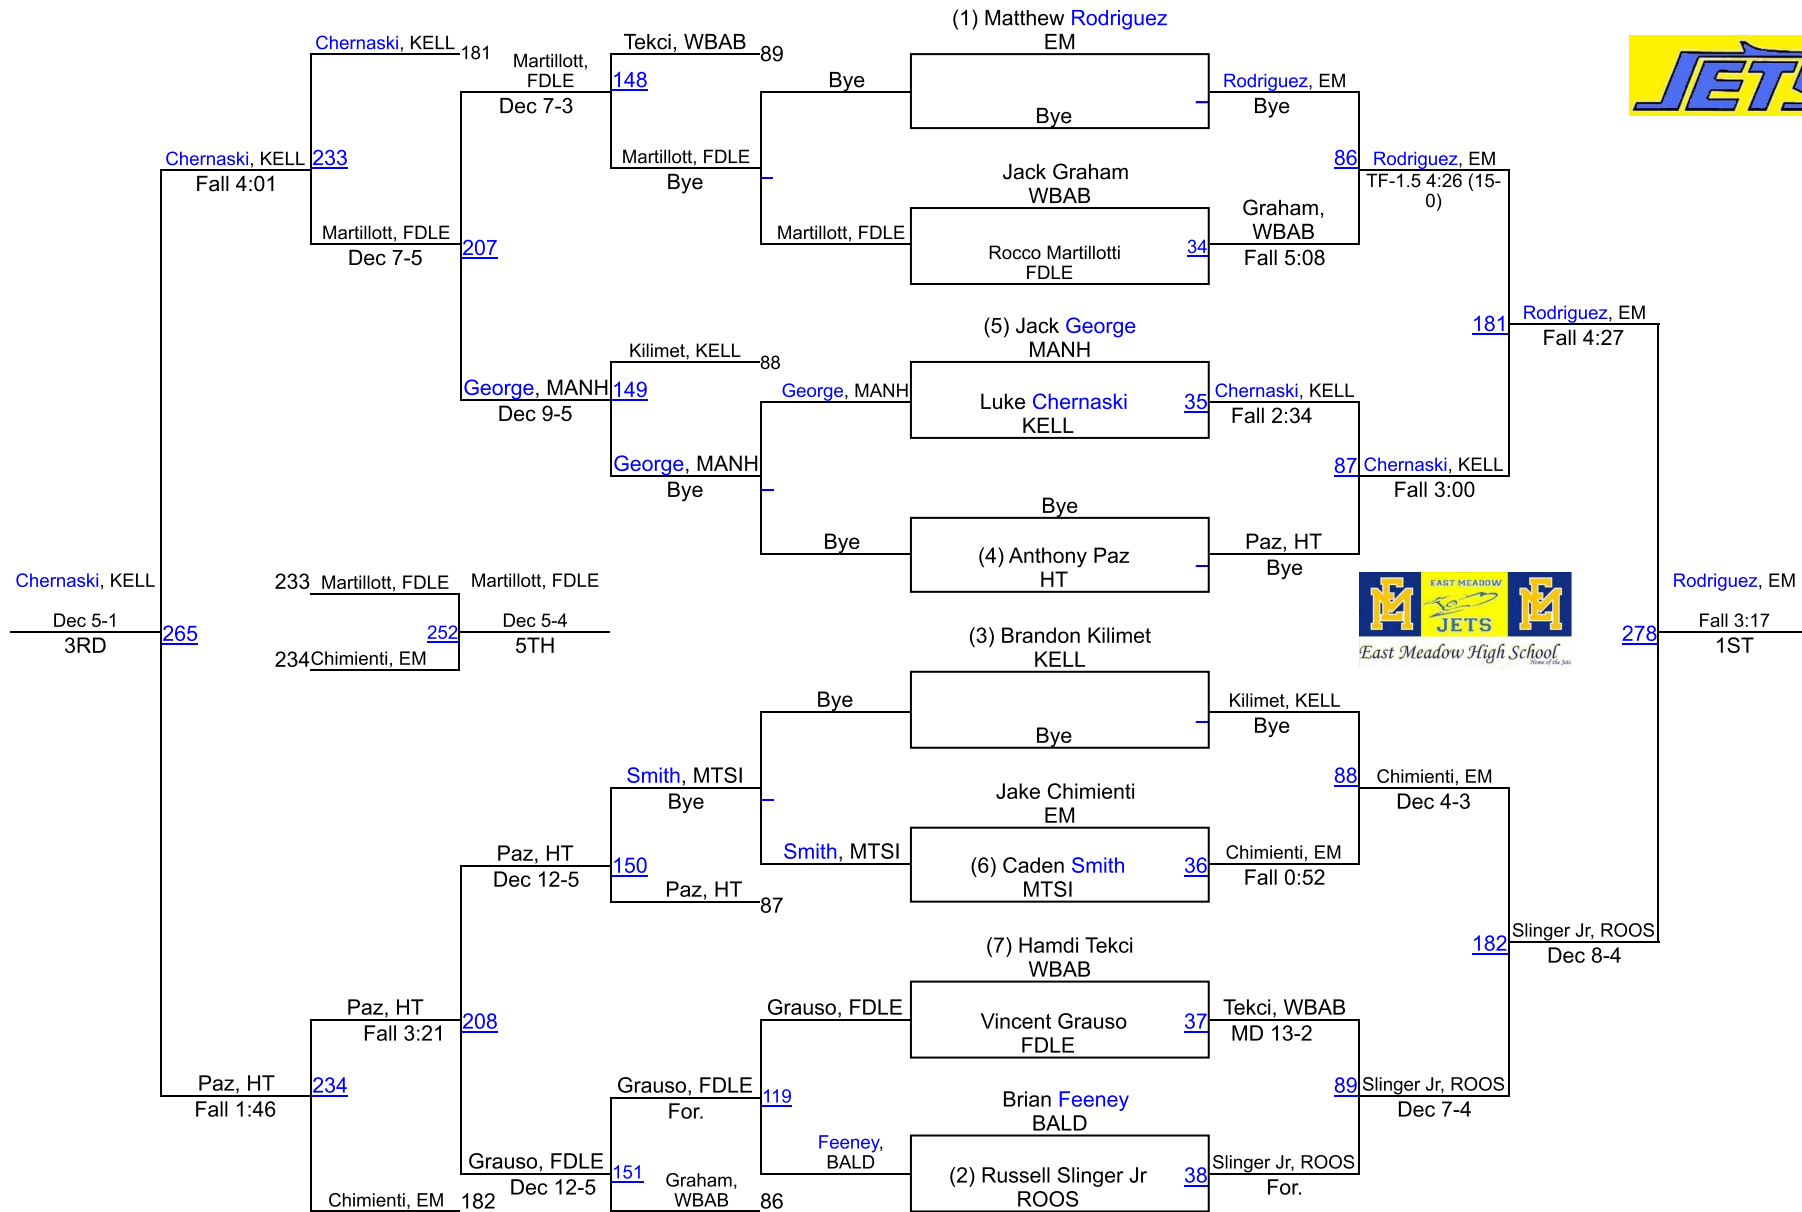 (1) Matthew Rodriguez
EM
Bye
Jack Graham
WBAB
Rocco Martillotti
FDLE
34
(5) Jack George
MANH
Luke Chernaski
KELL
35
Bye
(4) Anthony Paz
HT
(3) Brandon Kilimet
KELL
Bye
Jake Chimienti
EM
(6) Caden Smith
MTSI
36
(7) Hamdi Tekci
WBAB
Vincent Grauso
FDLE
37
Brian Feeney
BALD
(2) Russell Slinger Jr
ROOS
38
Rodriguez, EM
Bye
86
Graham,
WBAB
Fall 5:08
Chernaski, KELL
Fall 2:34
87
Paz, HT
Bye
Kilimet, KELL
Bye
88
Chimienti, EM
Fall 0:52
Tekci, WBAB
MD 13-2
89
Slinger Jr, ROOS
For.
Rodriguez, EM
TF-1.5 4:26 (15-
0)
181
Chernaski, KELL
Fall 3:00
Chimienti, EM
Dec 4-3
182
Slinger Jr, ROOS
Dec 7-4
Rodriguez, EM
Fall 4:27
278
Slinger Jr, ROOS
Dec 8-4
Rodriguez, EM
Fall 3:17
1ST
Bye
Martillott, FDLE
George, MANH
Bye
Bye
Smith, MTSI
Grauso, FDLE
119
Feeney,
BALD
Tekci, WBAB
89
148
Martillott, FDLE
Bye
Kilimet, KELL
88
149
George, MANH
Bye
Smith, MTSI
Bye
150
Paz, HT
87
Grauso, FDLE
For.
151
Graham,
WBAB
86
Martillott,
FDLE
Dec 7-3
207
George, MANH
Dec 9-5
Paz, HT
Dec 12-5
208
Grauso, FDLE
Dec 12-5
Chernaski, KELL
181
233
Martillott, FDLE
Dec 7-5
Paz, HT
Fall 3:21
234
Chimienti, EM
182
Chernaski, KELL
Fall 4:01
265
Paz, HT
Fall 1:46
Chernaski, KELL
Dec 5-1
3RD
233
Martillott, FDLE
252
234
Chimienti, EM
Martillott, FDLE
Dec 5-4
5TH
JETS
EM
EAST MEADOW
JETS
EM
East Meadow High School
Home of the Jets